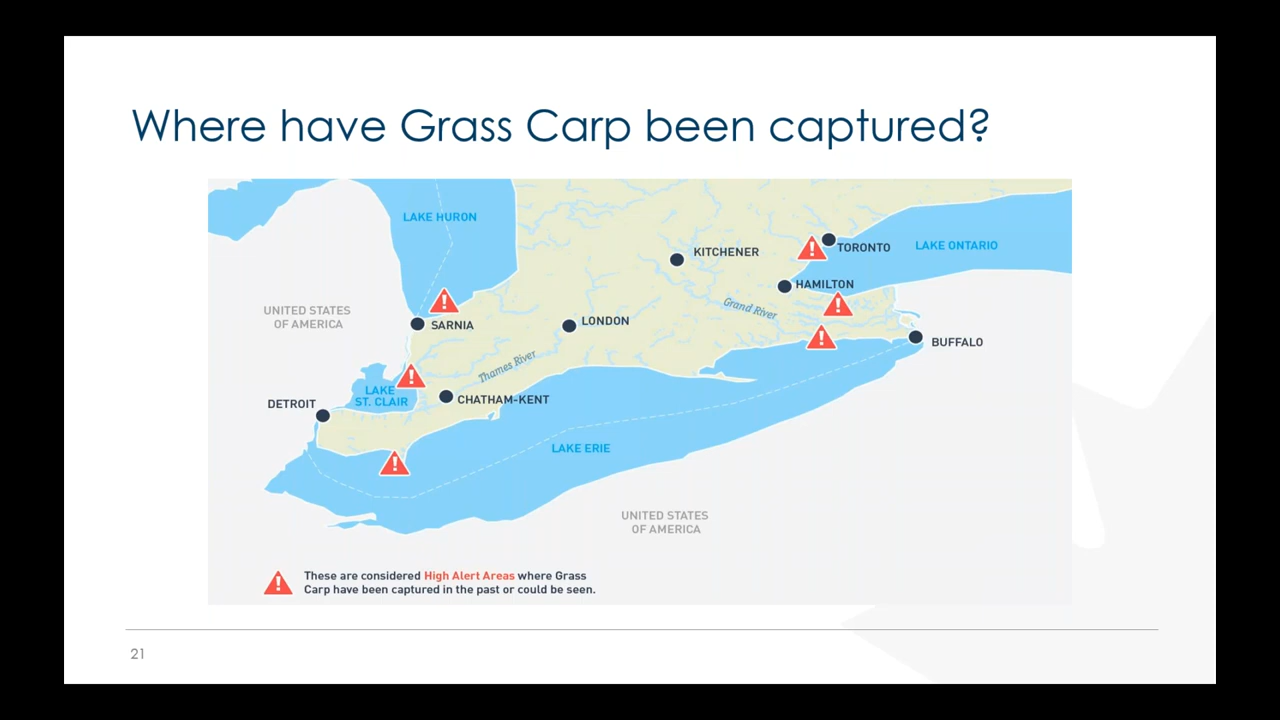 Where have Grass Carp been captured?
LAKE HURON
KITCHENER
TORONTO
LAKE ONTARIO
HAMILTON
UNITED STATES
OF AMERICA
Grand River
SARNIA
LONDON
BUFFALO
Thames River
LAKE
ST. CLAIR
DETROIT
CHATHAM-KENT
LAKE ERIE
UNITED STATES
OF AMERICA
These are considered High Alert Areas where Grass
Carp have been captured in the past or could be seen.
21